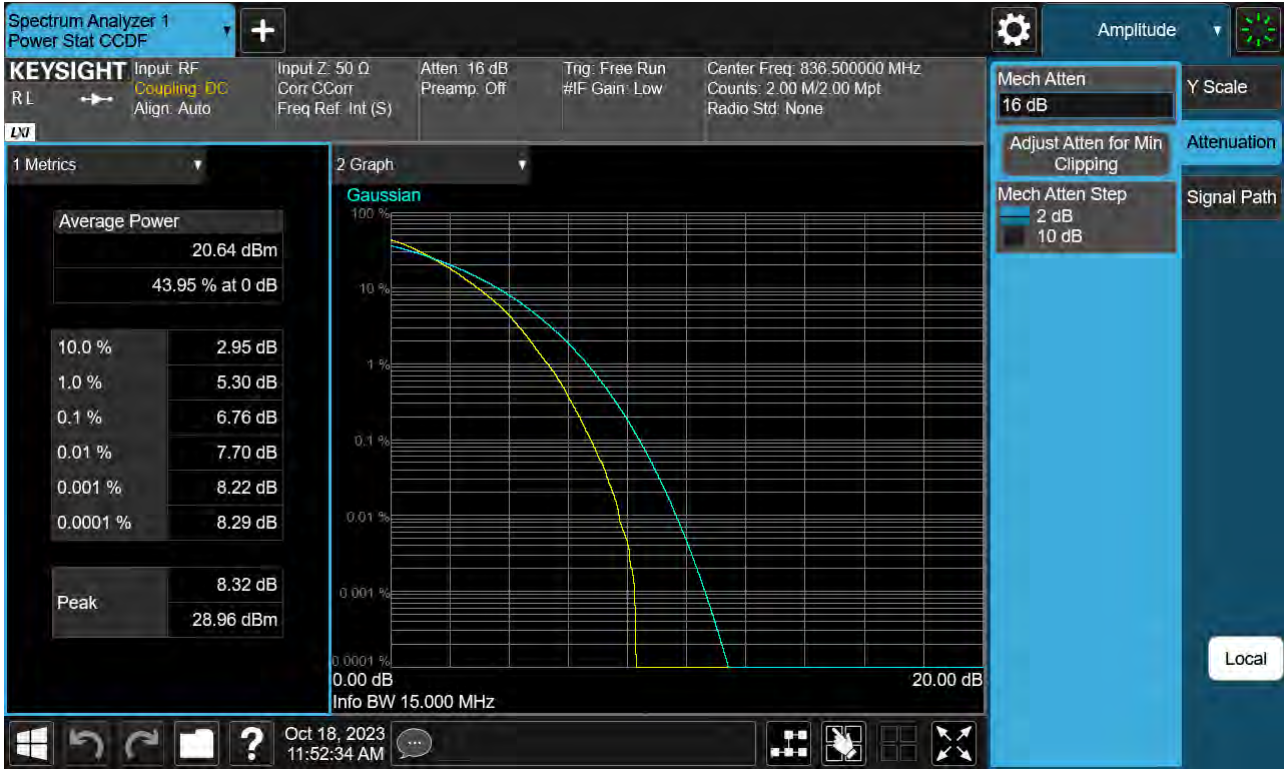 Spectrum Analyzer 1
Power Stat CCDF
+
Amplitude
KEYSIGHT
RL
LXI
Input: RF
Coupling: DC
Align: Auto
Input Z: 50 Ω
Corr CCorr
Freq Ref: Int (S)
Atten: 16 dB
Preamp: Off
Trig: Free Run
#IF Gain: Low
Center Freq: 836.500000 MHz
Counts: 2.00 M/2.00 Mpt
Radio Std: None
Mech Atten
16 dB
Adjust Atten for Min
Clipping
Mech Atten Step
2 dB
10 dB
Y Scale
Attenuation
Signal Path
1 Metrics
Average Power
20.64 dBm
43.95 % at 0 dB
10.0 % 2.95 dB
1.0 % 5.30 dB
0.1 % 6.76 dB
0.01 % 7.70 dB
0.001 % 8.22 dB
0.0001 % 8.29 dB
Peak
8.32 dB
28.96 dBm
2 Graph
Gaussian
100 %
10 %
1 %
0.1 %
0.01 %
0.001 %
0.0001 %
0.00 dB 20.00 dB
Info BW 15.000 MHz
Local
?
Oct 18, 2023
11:52:34 AM